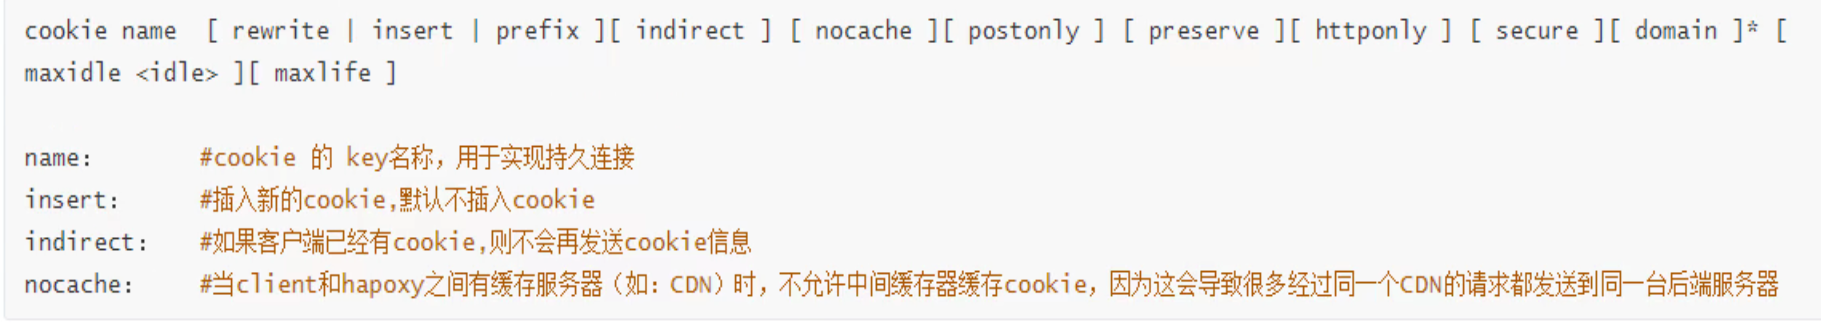 cookie name  [ rewrite | insert | prefix ][ indirect ] [ nocache ][ postonly ] [ preserve ][ httponly ] [ secure ][ domain ]* [
maxidle <idle> ][ maxlife ]
name:       #cookie 的 key名称，用于实现持久连接
insert:     #插入新的cookie,默认不插入cookie
indirect:   #如果客户端已经有cookie,则不会再发送cookie信息
nocache:    #当client和hapoxy之间有缓存服务器（如：CDN）时，不允许中间缓存器缓存cookie，因为这会导致很多经过同一个CDN的请求都发送到同一台后端服务器